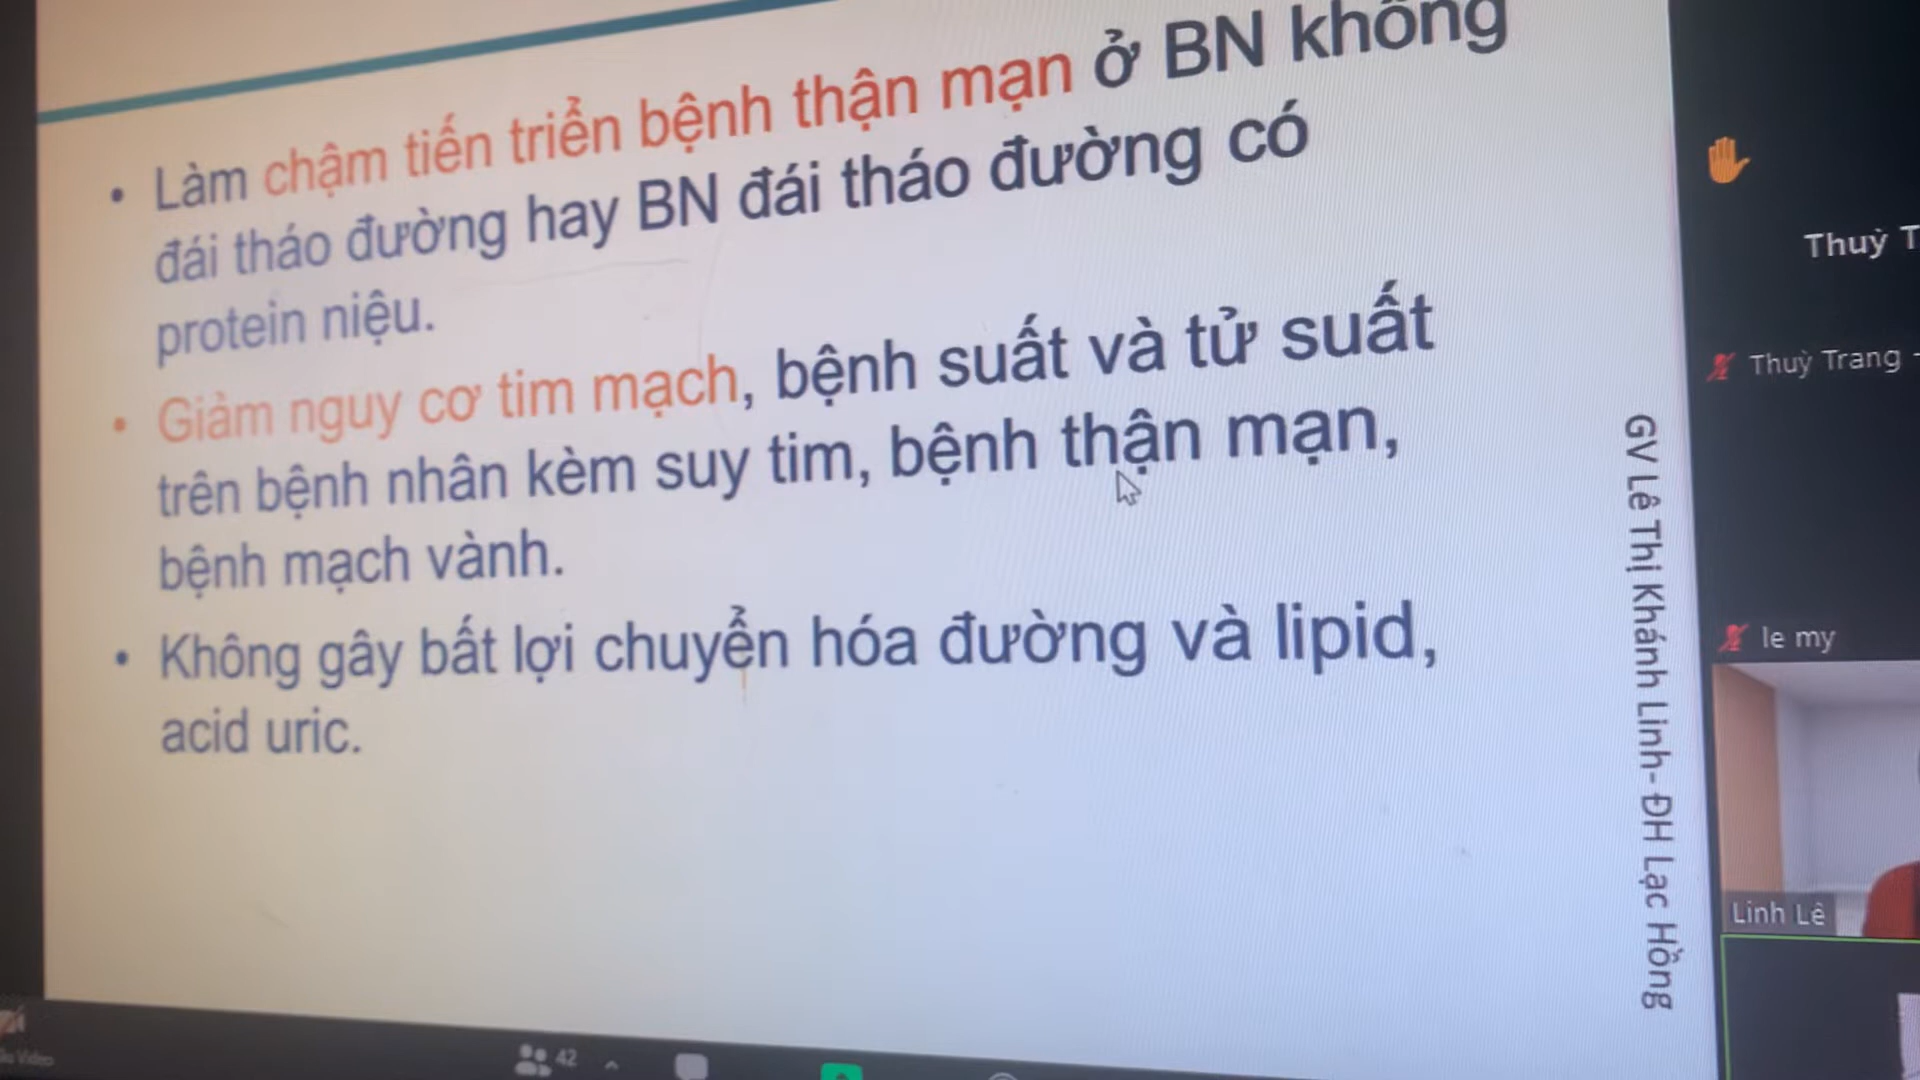 • Làm chậm tiến triển bệnh thận mạn ở BN không
đái tháo đường hay BN đái tháo đường có
protein niệu.
• Giảm nguy cơ tim mạch, bệnh suất và tử suất
trên bệnh nhân kèm suy tim, bệnh thận mạn,
bệnh mạch vành.
• Không gây bất lợi chuyển hóa đường và lipid,
acid uric.
GV Lê Thị Khánh Linh- ĐH Lạc Hồng
Thuỳ T
Thuỳ Trang
le my
Linh Lê
Video
42